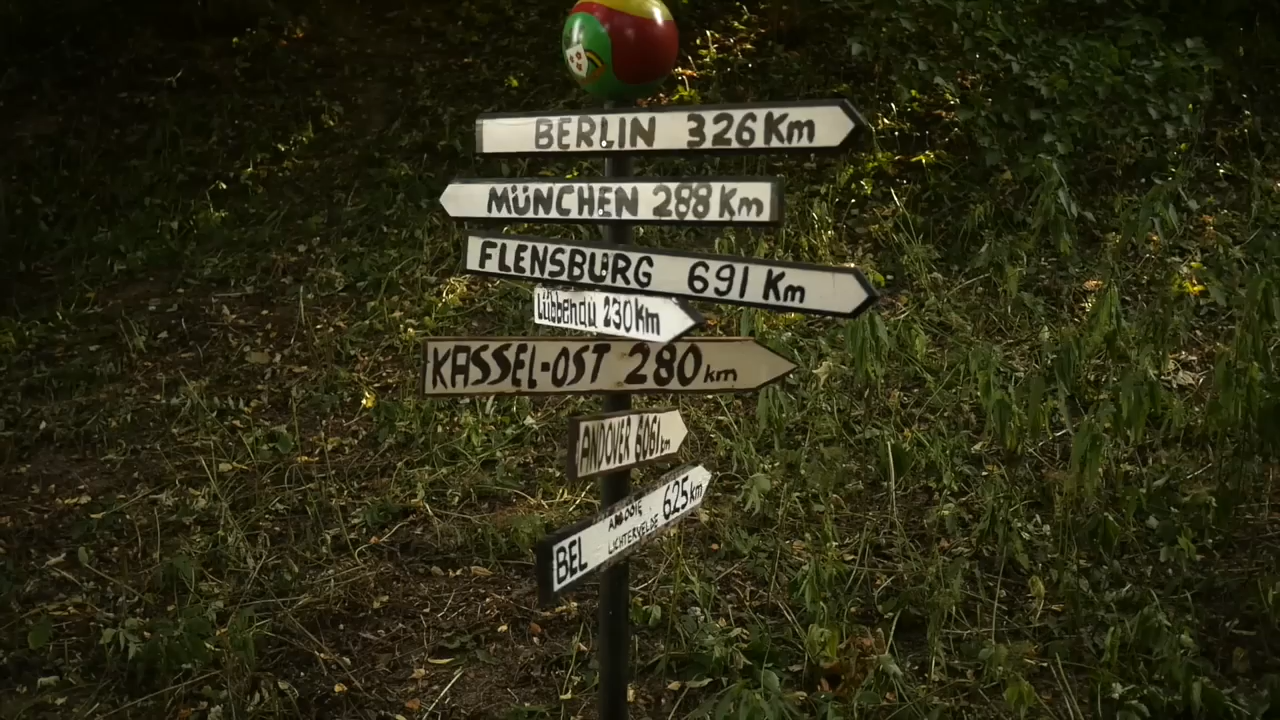 BERLIN 326 Km
MÜNCHEN 288 Km
FLENSBURG 691 Km
Lübbenau 230 Km
KASSEL-OST 280 km
ANDOVER 6061 km
BEL LICHTERVELDE 625 km